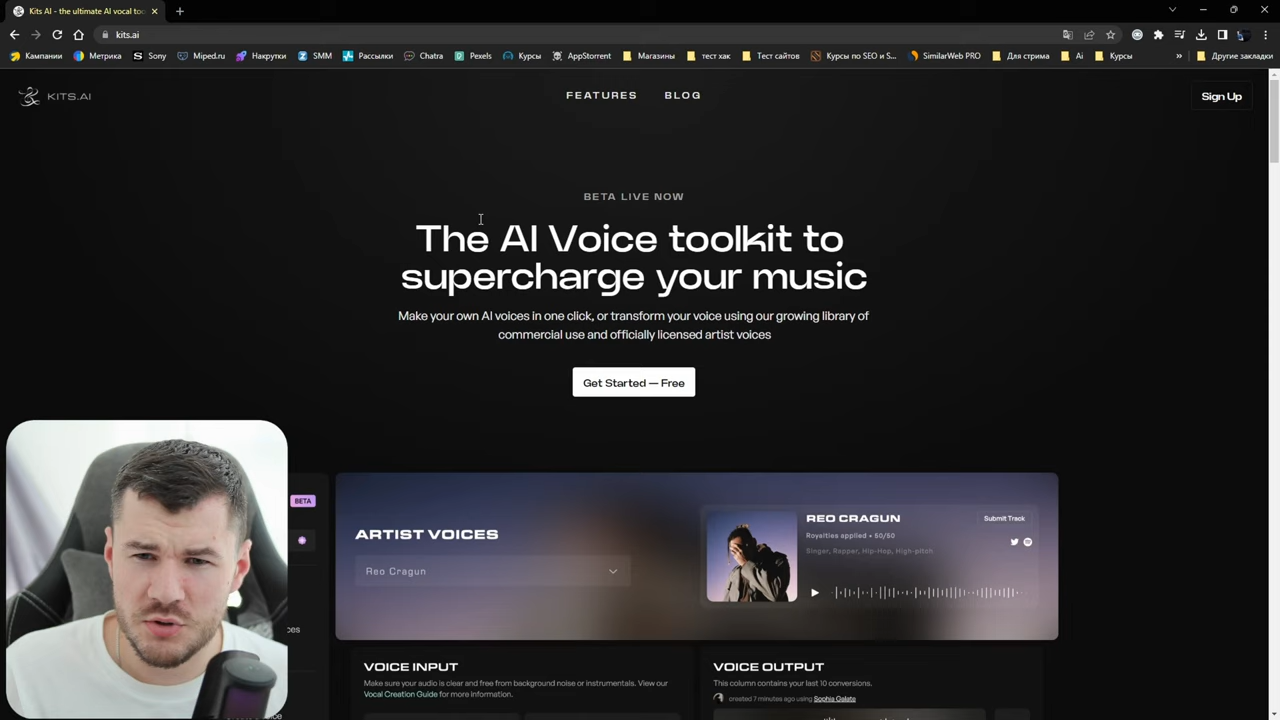 Kits AI - the ultimate AI vocal too
kits.ai
Кампании
Метрика
Sony
Miped.ru
Накрутки
SMM
Рассылки
Chatra
Pexels
Курсы
AppStorrent
Магазины
тест хак
Тест сайтов
Курсы по SEO и S...
SimilarWeb PRO
Для стрима
Ai
Курсы
»
Другие закладки
KITS.AI
FEATURES
BLOG
Sign Up
BETA LIVE NOW
The AI Voice toolkit to
supercharge your music
Make your own AI voices in one click, or transform your voice using our growing library of
commercial use and officially licensed artist voices
Get Started — Free
BETA
ARTIST VOICES
Reo Cragun
REO CRAGUN
Submit Track
Royalties applied • 50/50
Singer, Rapper, Hip-Hop, High-pitch
VOICE INPUT
Make sure your audio is clear and free from background noise or instrumentals. View our
Vocal Creation Guide for more information.
VOICE OUTPUT
This column contains your last 10 conversions.
created 7 minutes ago using Sophia Galate